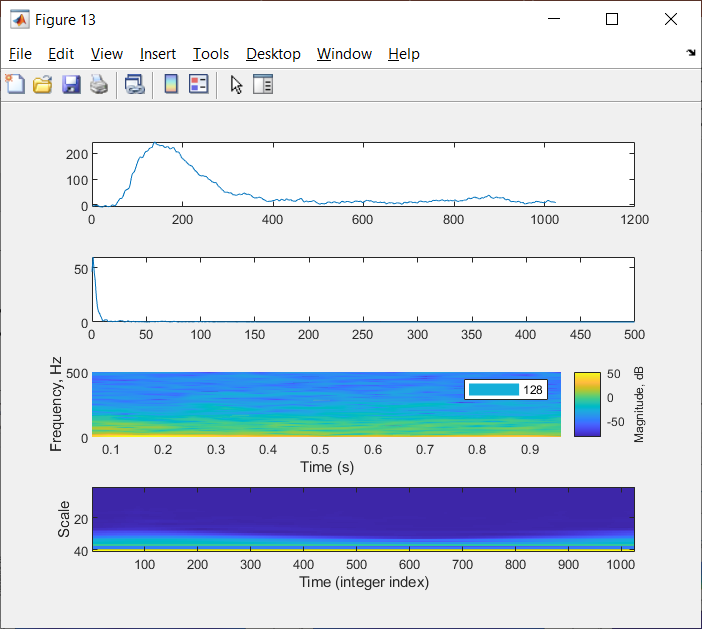 Figure 13
File Edit View Insert Tools Desktop Window Help
200
100
0
0 200 400 600 800 1000 1200
50
0
0 50 100 150 200 250 300 350 400 450 500
Frequency, Hz
500
0
128
0.1 0.2 0.3 0.4 0.5 0.6 0.7 0.8 0.9
Time (s)
50
0
-50
Magnitude, dB
Scale
20
40
100 200 300 400 500 600 700 800 900 1000
Time (integer index)